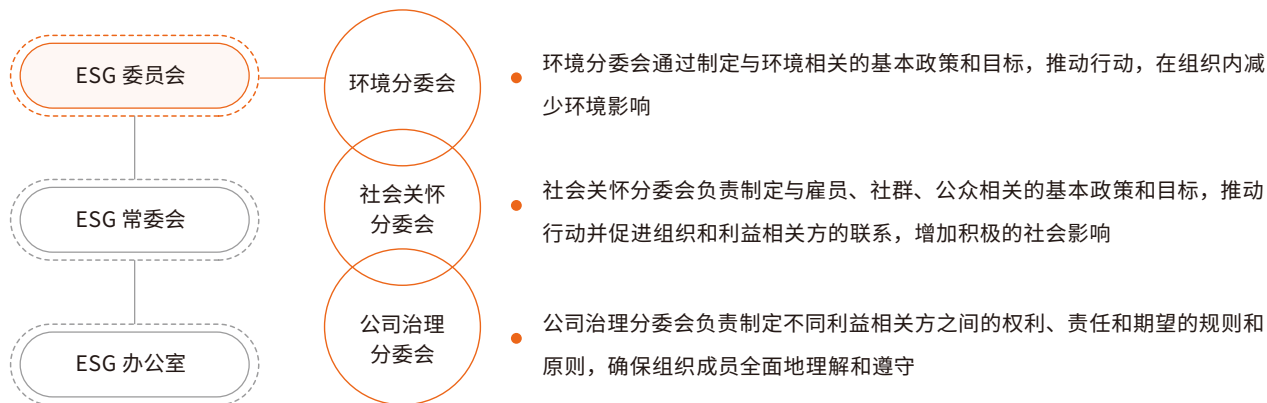 ESG 委员会
ESG 常委会
ESG 办公室
环境分委会
社会关怀
分委会
公司治理
分委会
环境分委会通过制定与环境相关的基本政策和目标，推动行动，在组织内减
少环境影响
社会关怀分委会负责制定与雇员、社群、公众相关的基本政策和目标，推动
行动并促进组织和利益相关方的联系，增加积极的社会影响
公司治理分委会负责制定不同利益相关方之间的权利、责任和期望的规则和
原则，确保组织成员全面地理解和遵守